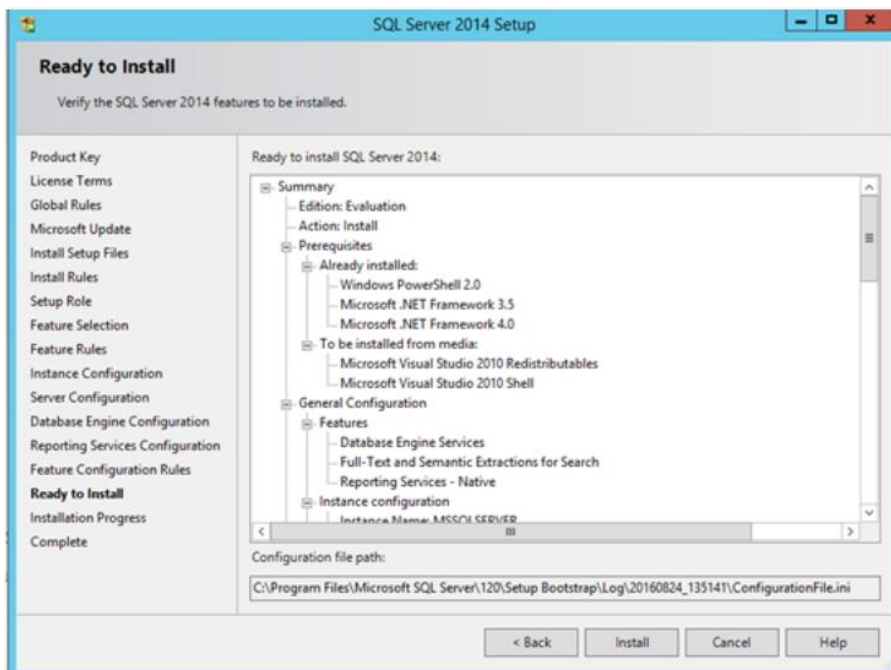 SQL Server 2014 Setup
Ready to Install
Verify the SQL Server 2014 features to be installed.
Product Key
License Terms
Global Rules
Microsoft Update
Install Setup Files
Install Rules
Setup Role
Feature Selection
Feature Rules
Instance Configuration
Server Configuration
Database Engine Configuration
Reporting Services Configuration
Feature Configuration Rules
Ready to Install
Installation Progress
Complete
Ready to install SQL Server 2014:
Summary
Edition: Evaluation
Action: Install
Prerequisites
Already installed:
Windows PowerShell 2.0
Microsoft .NET Framework 3.5
Microsoft .NET Framework 4.0
To be installed from media:
Microsoft Visual Studio 2010 Redistributables
Microsoft Visual Studio 2010 Shell
General Configuration
Features
Database Engine Services
Full-Text and Semantic Extractions for Search
Reporting Services - Native
Instance configuration
Instance Name: MSSQLSERVER
Configuration file path:
C:\Program Files\Microsoft SQL Server\120\Setup Bootstrap\Log\20160824_135141\ConfigurationFile.ini
< Back
Install
Cancel
Help